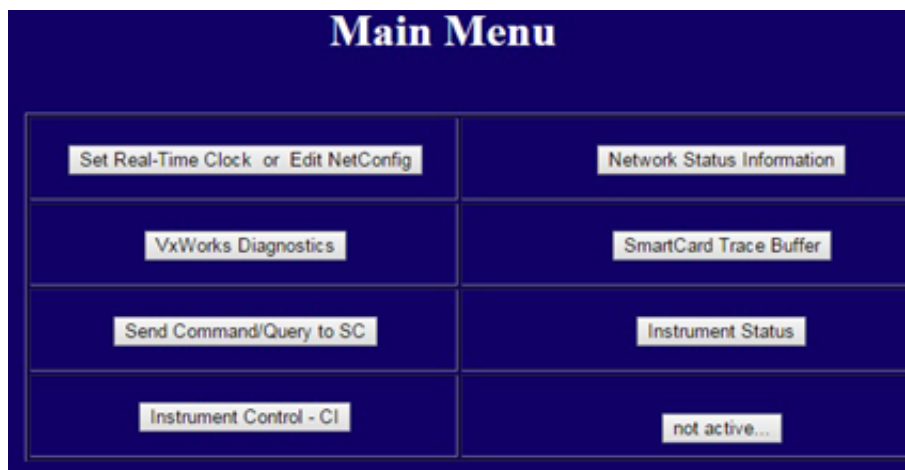 Main Menu
Set Real-Time Clock or Edit NetConfig
Network Status Information
VxWorks Diagnostics
SmartCard Trace Buffer
Send Command/Query to SC
Instrument Status
Instrument Control - CI
not active...